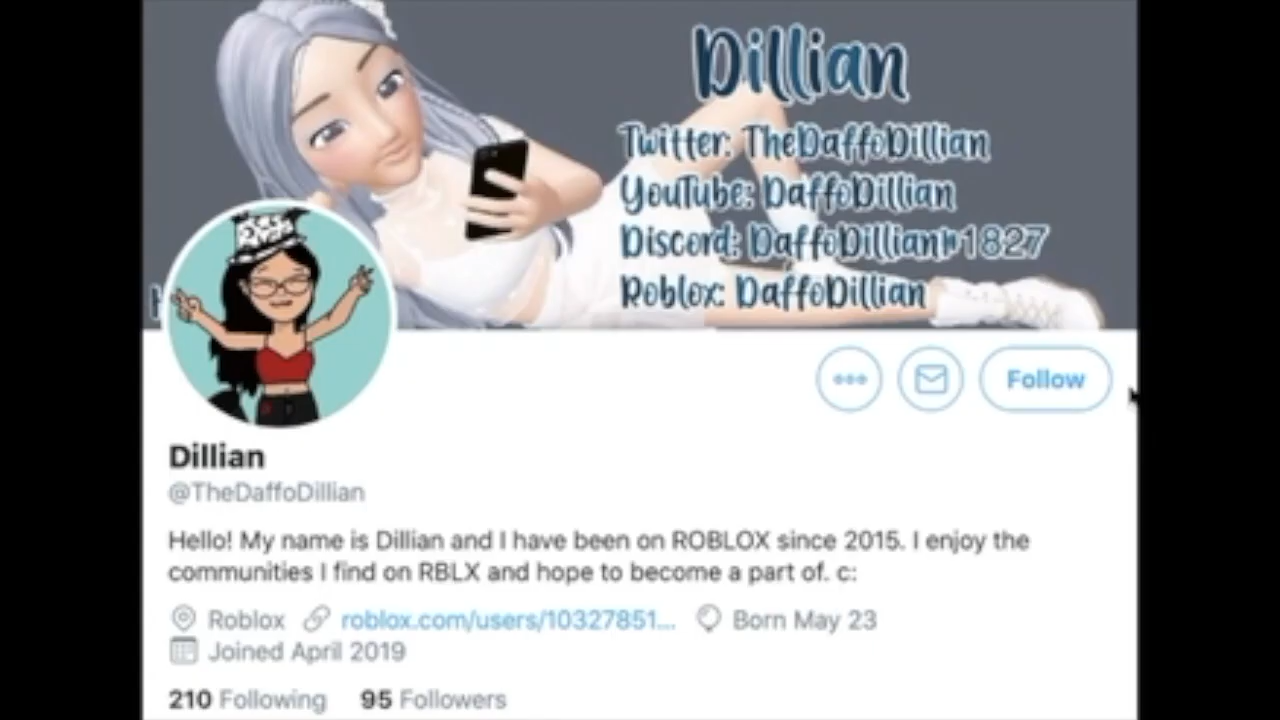 Dillian
Twitter: TheDaffoDillian
YouTube: DaffoDillian
Discord: DaffoDillian#1827
Roblox: DaffoDillian
Follow
Dillian
@TheDaffoDillian
Hello! My name is Dillian and I have been on ROBLOX since 2015. I enjoy the
communities I find on RBLX and hope to become a part of. c:
Roblox roblox.com/users/10327851... Born May 23
Joined April 2019
210 Following 95 Followers